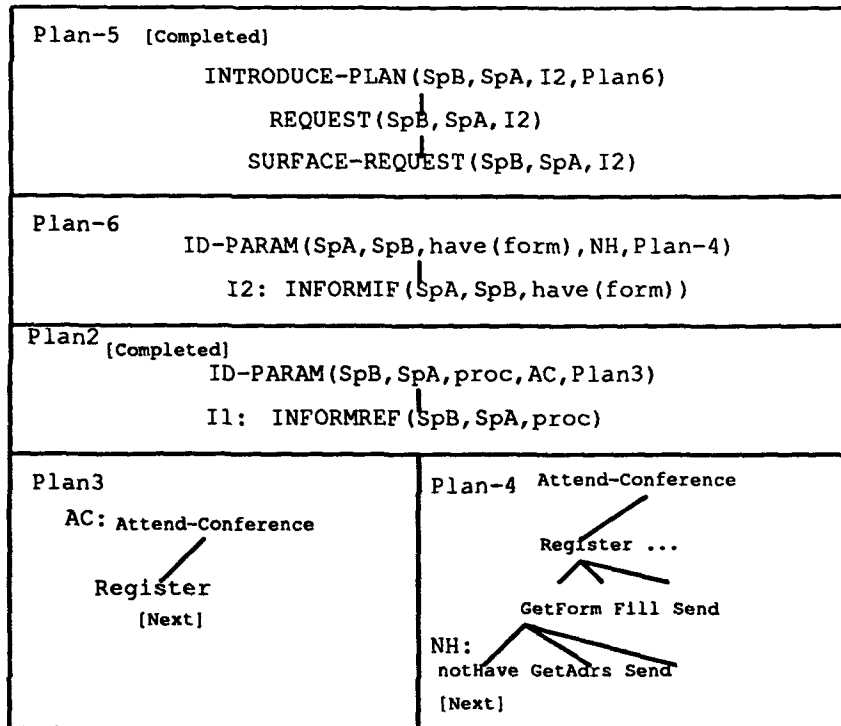 Plan-5 [Completed]
INTRODUCE-PLAN(SpB,SpA,I2,Plan6)
REQUEST(SpB,SpA,I2)
SURFACE-REQUEST(SpB,SpA,I2)
Plan-6
ID-PARAM(SpA,SpB,have(form),NH,Plan-4)
I2: INFORMIF(SpA,SpB,have(form))
Plan2 [Completed]
ID-PARAM(SpB,SpA,proc,AC,Plan3)
I1: INFORMREF(SpB,SpA,proc)
Plan3
AC: Attend-Conference
Register
[Next]
Plan-4 Attend-Conference
Register ...
GetForm Fill Send
NH:
notHave GetAdrs Send
[Next]